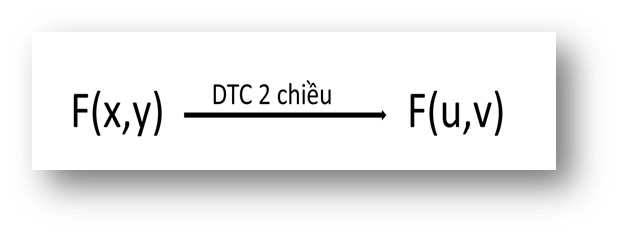 DTC 2 chiều
F(x,y) F(u,v)